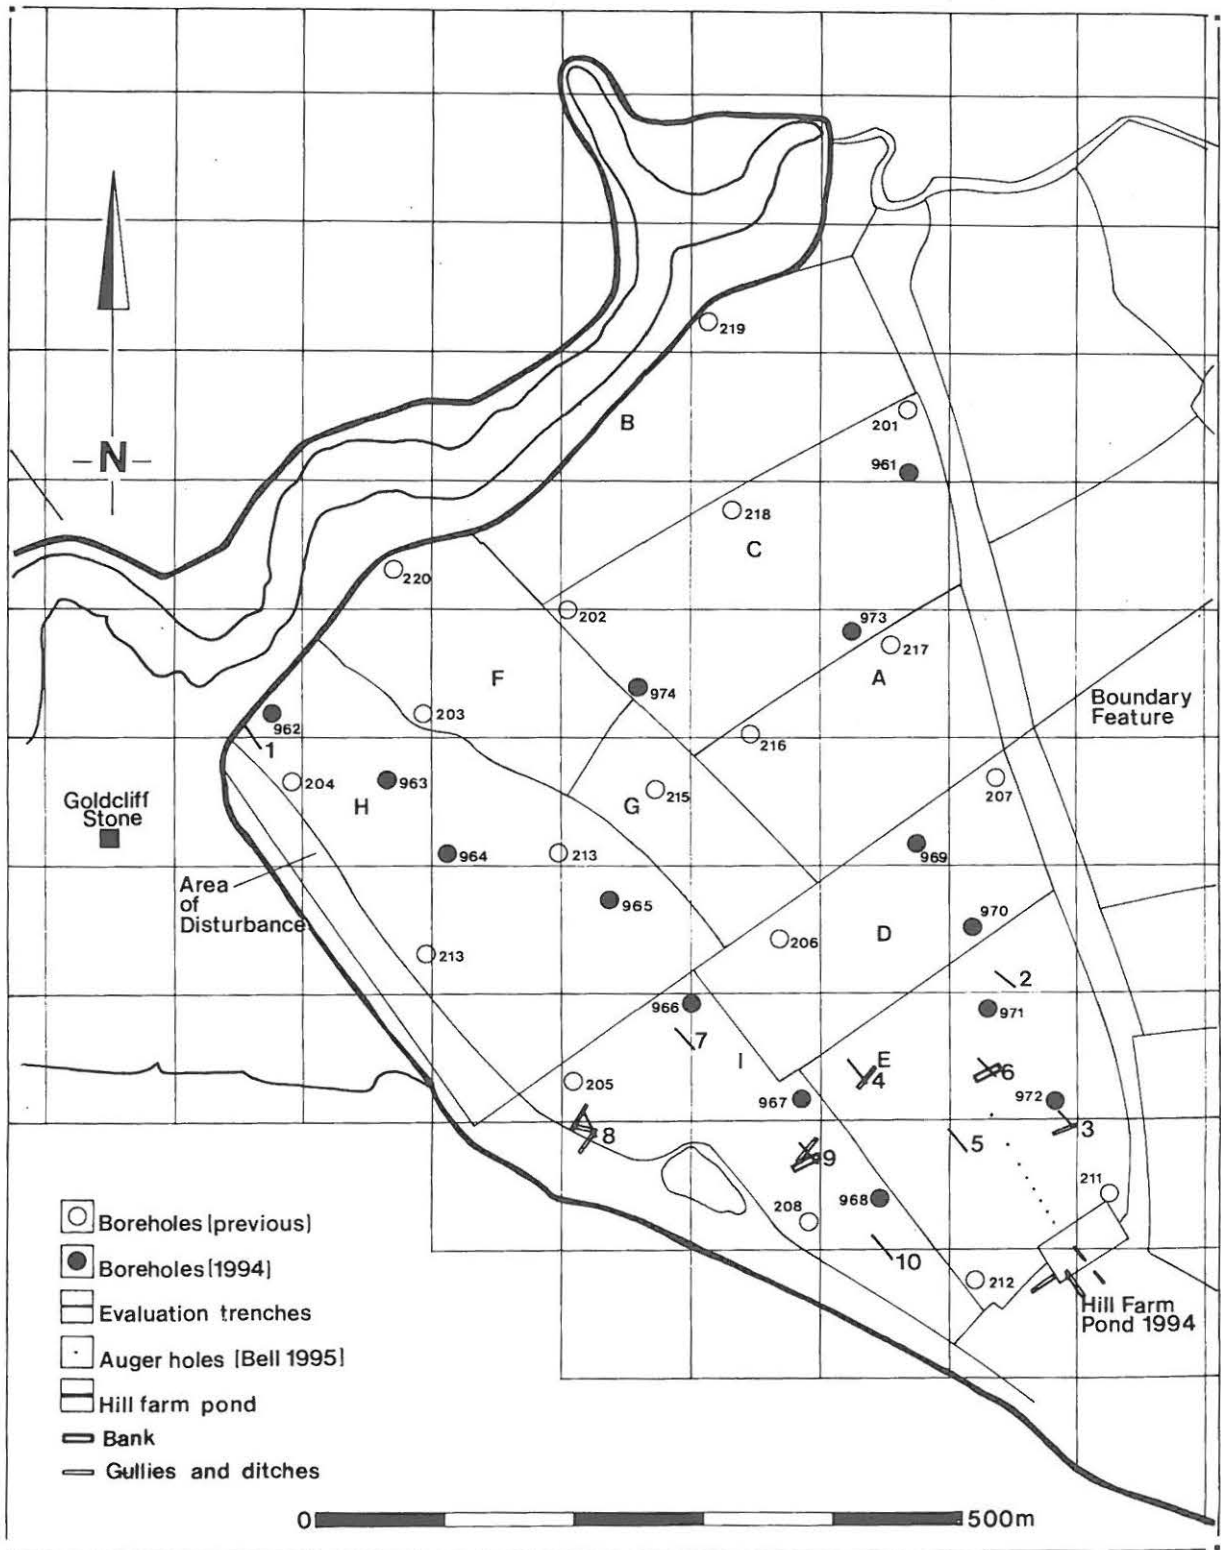 219
B
201
961
N
218
C
220
202
973
217
F
974
A
Boundary
Feature
203
962
1
216
204
963
H
G
215
207
Goldcliff
Stone
964
213
969
Area
of
Disturbance
965
970
206
D
213
2
966
971
7
I
E
4
6
205
967
972
3
8
5
9
211
208
968
10
212
Hill Farm
Pond 1994
Boreholes (previous)
Boreholes (1994)
Evaluation trenches
Auger holes (Bell 1995)
Hill farm pond
Bank
Gullies and ditches
0
500m